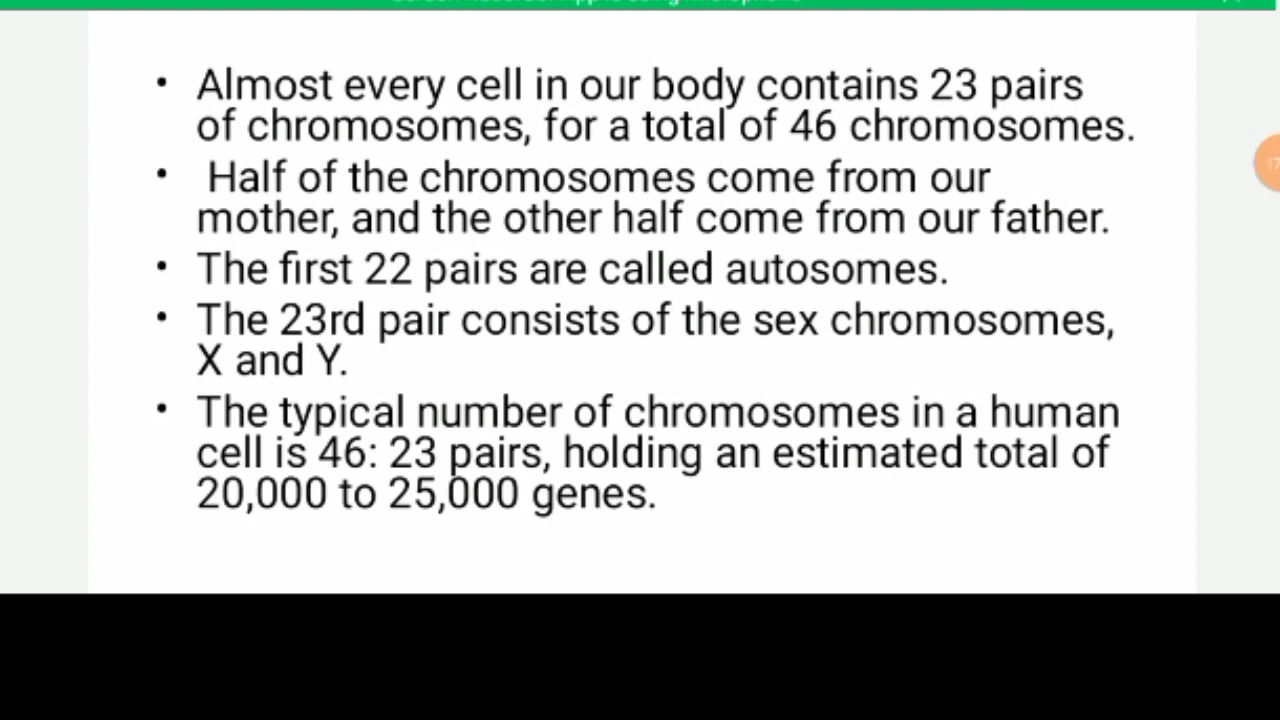 • Almost every cell in our body contains 23 pairs
of chromosomes, for a total of 46 chromosomes.
• Half of the chromosomes come from our
mother, and the other half come from our father.
• The first 22 pairs are called autosomes.
• The 23rd pair consists of the sex chromosomes,
X and Y.
• The typical number of chromosomes in a human
cell is 46: 23 pairs, holding an estimated total of
20,000 to 25,000 genes.